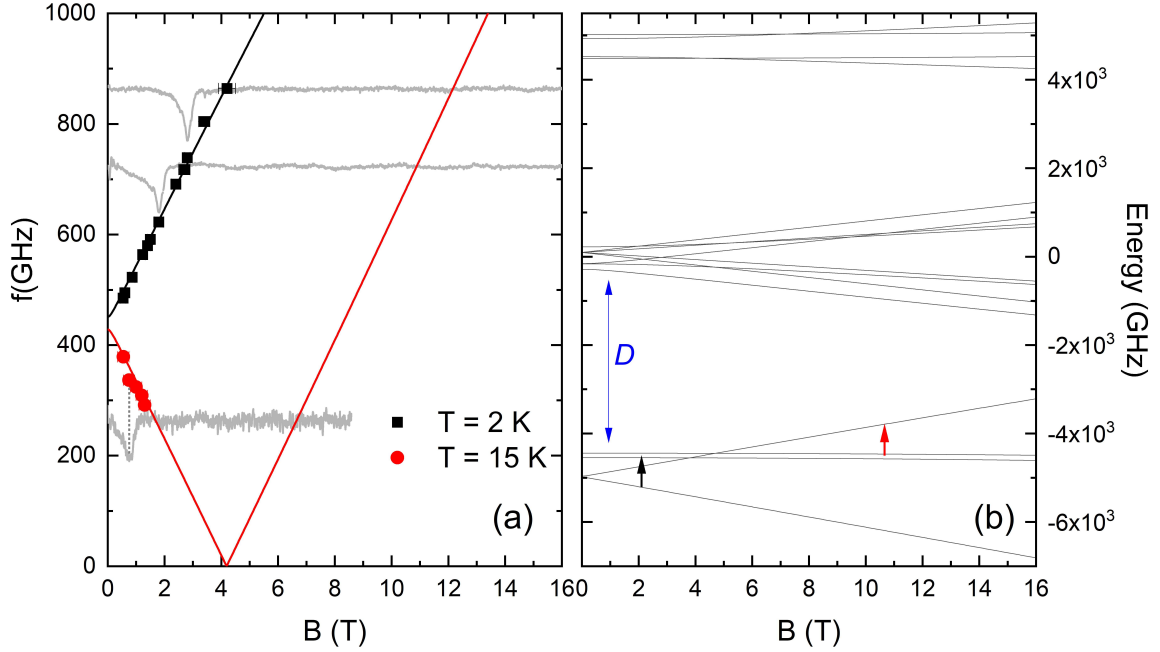 1000
800
600
400
200
0
f(GHz)
T = 2 K
T = 15 K
(a)
0 2 4 6 8 10 12 14 16
B (T)
D
(b)
0 2 4 6 8 10 12 14 16
B (T)
4x10³
2x10³
0
-2x10³
-4x10³
-6x10³
Energy (GHz)